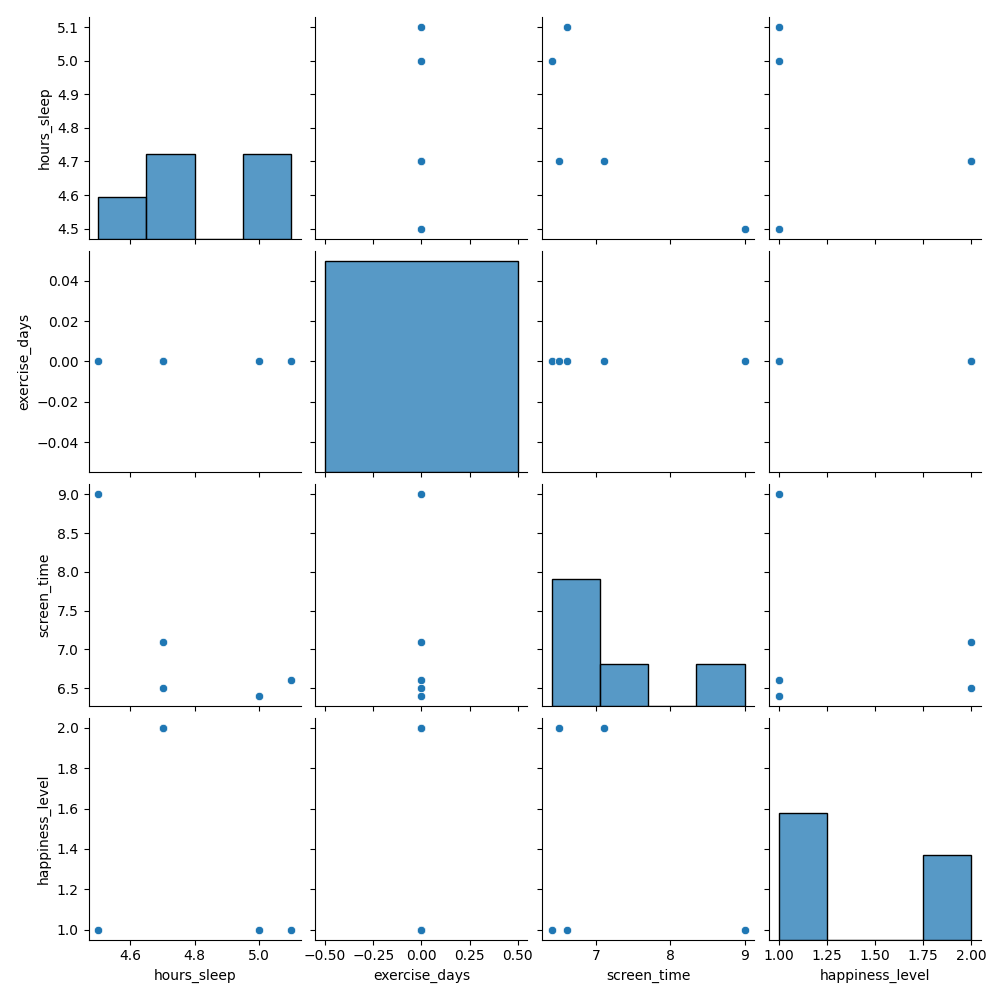 5.1
5.0
4.9
4.8
4.7
4.6
4.5
hours_sleep
0.04
0.02
0.00
−0.02
−0.04
exercise_days
9.0
8.5
8.0
7.5
7.0
6.5
screen_time
2.0
1.8
1.6
1.4
1.2
1.0
happiness_level
4.6 4.8 5.0
−0.50 −0.25 0.00 0.25 0.50
7 8 9
1.00 1.25 1.50 1.75 2.00
hours_sleep exercise_days screen_time happiness_level